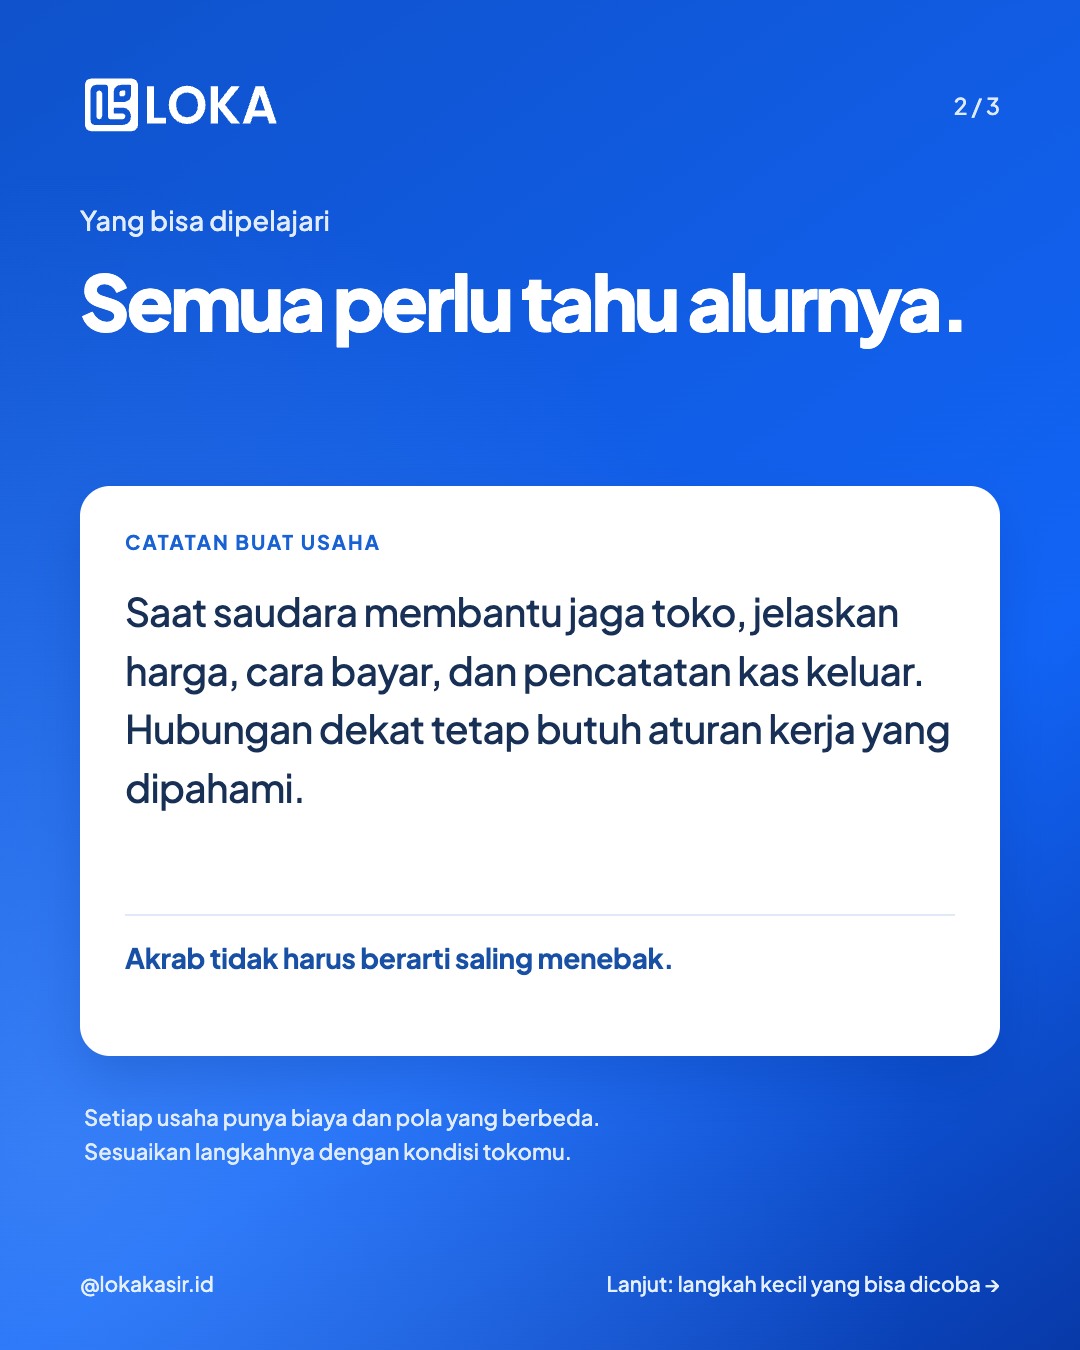 LOKA
2 / 3
Yang bisa dipelajari
Semua perlu tahu alurnya.
CATATAN BUAT USAHA
Saat saudara membantu jaga toko, jelaskan
harga, cara bayar, dan pencatatan kas keluar.
Hubungan dekat tetap butuh aturan kerja yang
dipahami.
Akrab tidak harus berarti saling menebak.
Setiap usaha punya biaya dan pola yang berbeda.
Sesuaikan langkahnya dengan kondisi tokomu.
@lokakasir.id
Lanjut: langkah kecil yang bisa dicoba →